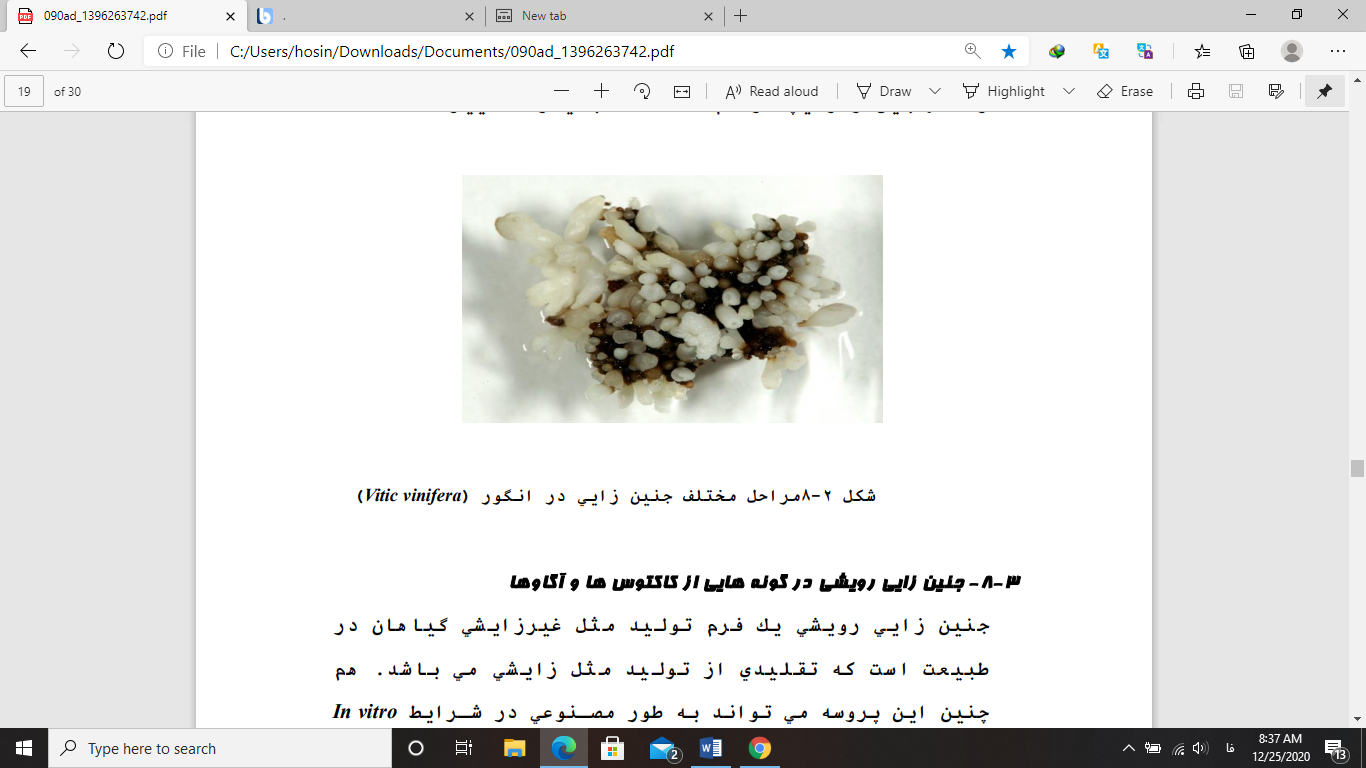 090ad_1396263742.pdf
.
New tab
File
C:/Users/hosin/Downloads/Documents/090ad_1396263742.pdf
19 of 30
Read aloud
Draw
Highlight
Erase
شكل ۲-۸مراحل مختلف جنين زايي در انگور (Vitic vinifera)
۸-۳- جنین زایی رویشی در گونه هایی از کاکتوس ها و آگاوها
جنين زايي رويشي يك فرم توليد مثل غيرزايشي گياهان در
طبيعت است كه تقليدي از توليد مثل زايشي مي باشد. هم
چنين اين پروسه مي تواند به طور مصنوعي در شرايط In vitro
Type here to search
2
فا
8:37 AM
12/25/2020
13